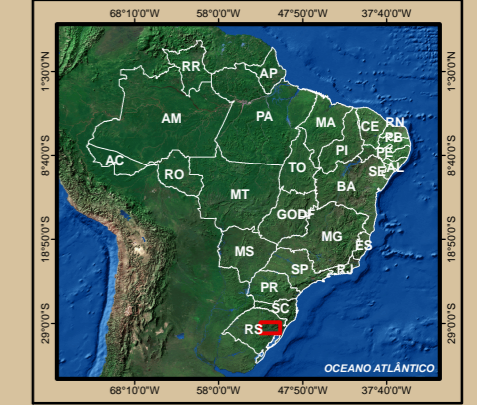 68°10'0"W 58°0'0"W 47°50'0"W 37°40'0"W
1°30'0"N
8°40'0"S
18°50'0"S
29°0'0"S
1°30'0"N
8°40'0"S
18°50'0"S
29°0'0"S
RR
AP
AM
PA
MA
CE
RN
PB
PE
AL
SE
PI
AC
RO
TO
BA
MT
GO
DF
MG
ES
MS
SP
RJ
PR
SC
RS
OCEANO ATLÂNTICO
68°10'0"W 58°0'0"W 47°50'0"W 37°40'0"W